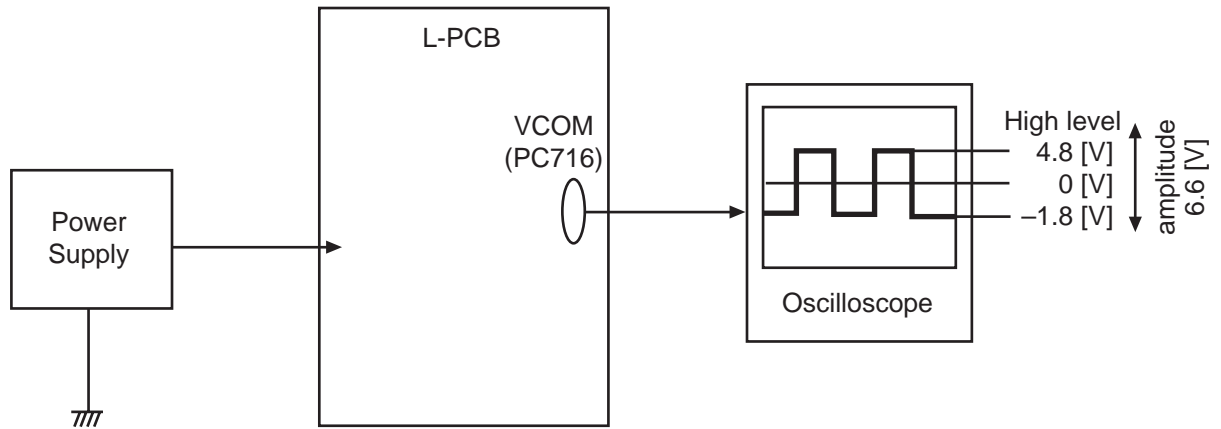 L-PCB
VCOM
(PC716)
Power
Supply
High level
4.8 [V]
0 [V]
–1.8 [V]
amplitude
6.6 [V]
Oscilloscope